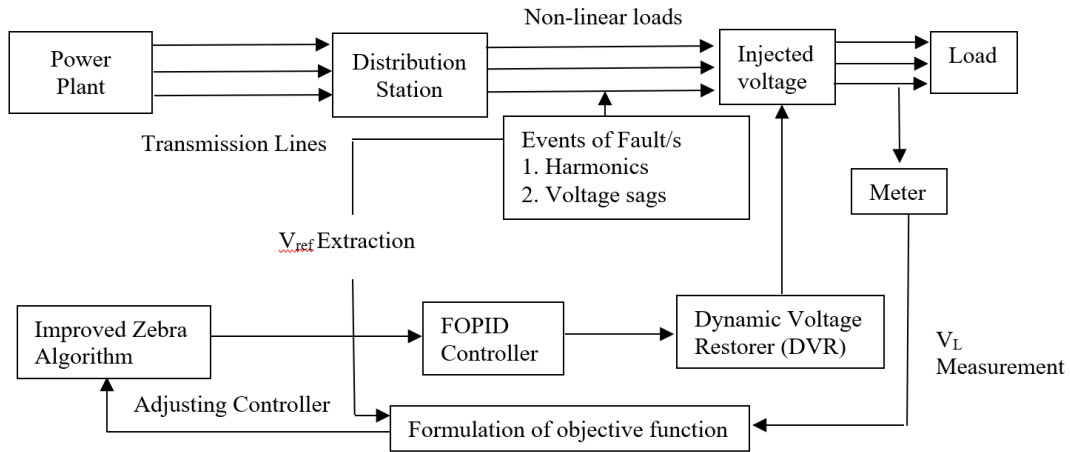 Non-linear loads
Power
Plant
Distribution
Station
Injected
voltage
Load
Transmission Lines
Events of Fault/s
1. Harmonics
2. Voltage sags
Meter
Vref Extraction
Improved Zebra
Algorithm
FOPID
Controller
Dynamic Voltage
Restorer (DVR)
VL
Measurement
Adjusting Controller
Formulation of objective function